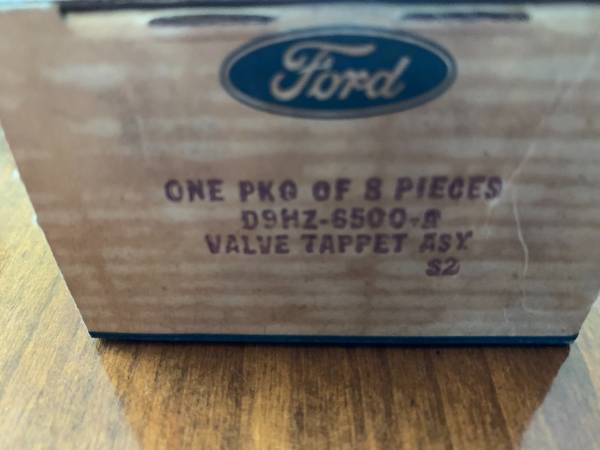 Ford
ONE PKG OF 8 PIECES
D9HZ-6500-A
VALVE TAPPET ASY
S2